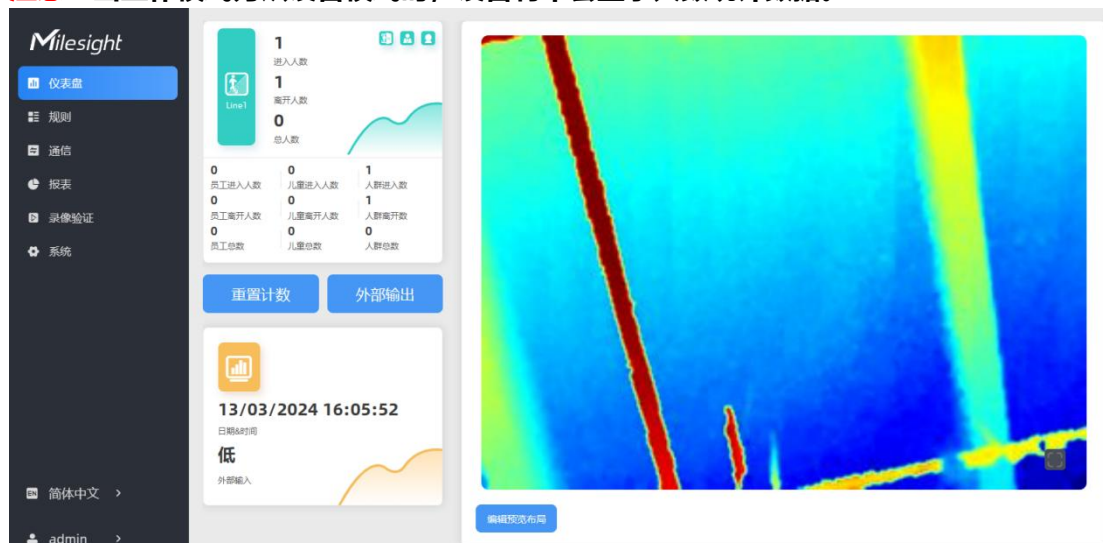 Milesight
仪表盘
规则
通信
报表
录像验证
系统
简体中文 >
admin >
Line1
1
进入人数
1
离开人数
0
总人数
0 0 1
员工进入人数 儿童进入人数 人群进入数
0 0 1
员工离开人数 儿童离开人数 人群离开数
0 0 0
员工总数 儿童总数 人群总数
重置计数 外部输出
13/03/2024 16:05:52
日期&时间
低
外部输入
编辑预览布局